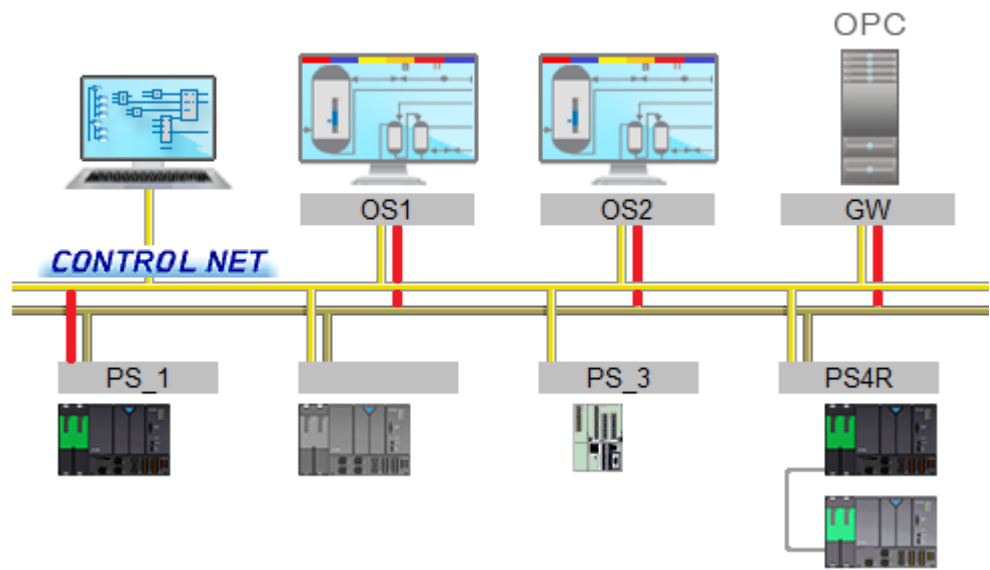 OPC
OS1
OS2
GW
CONTROL NET
PS_1
PS_3
PS4R